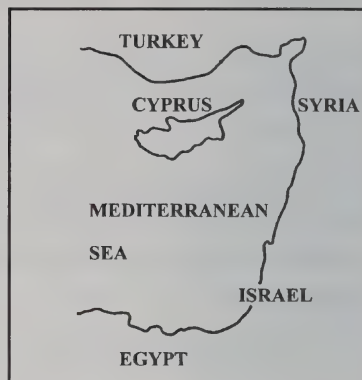 TURKEY
CYPRUS
SYRIA
MEDITERRANEAN
SEA
ISRAEL
EGYPT